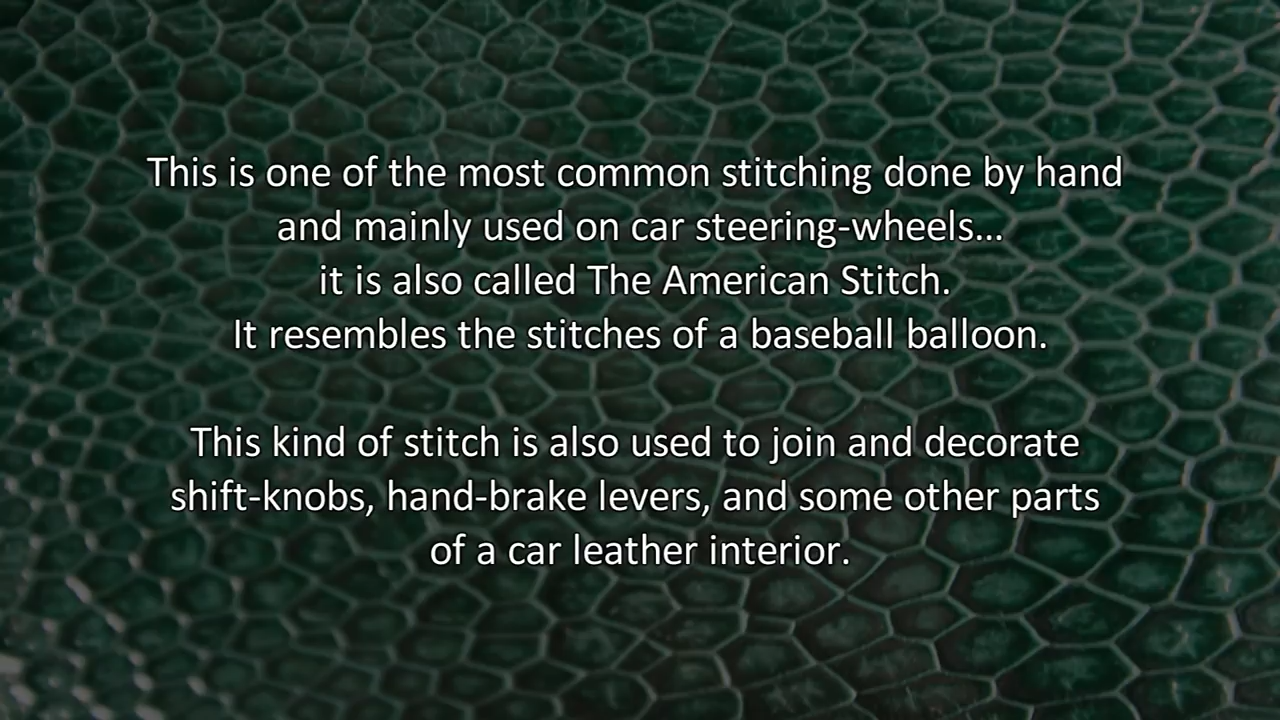 This is one of the most common stitching done by hand
and mainly used on car steering-wheels...
it is also called The American Stitch.
It resembles the stitches of a baseball balloon.
This kind of stitch is also used to join and decorate
shift-knobs, hand-brake levers, and some other parts
of a car leather interior.